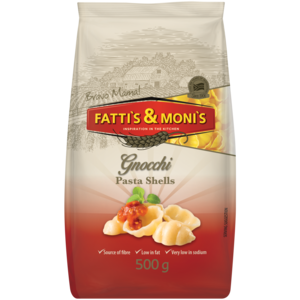 Bravo Mama!
FATTI'S & MONI'S
INSPIRATION IN THE KITCHEN
Gnocchi
Pasta Shells
Source of fibre
Low in fat
Very low in sodium
500 g